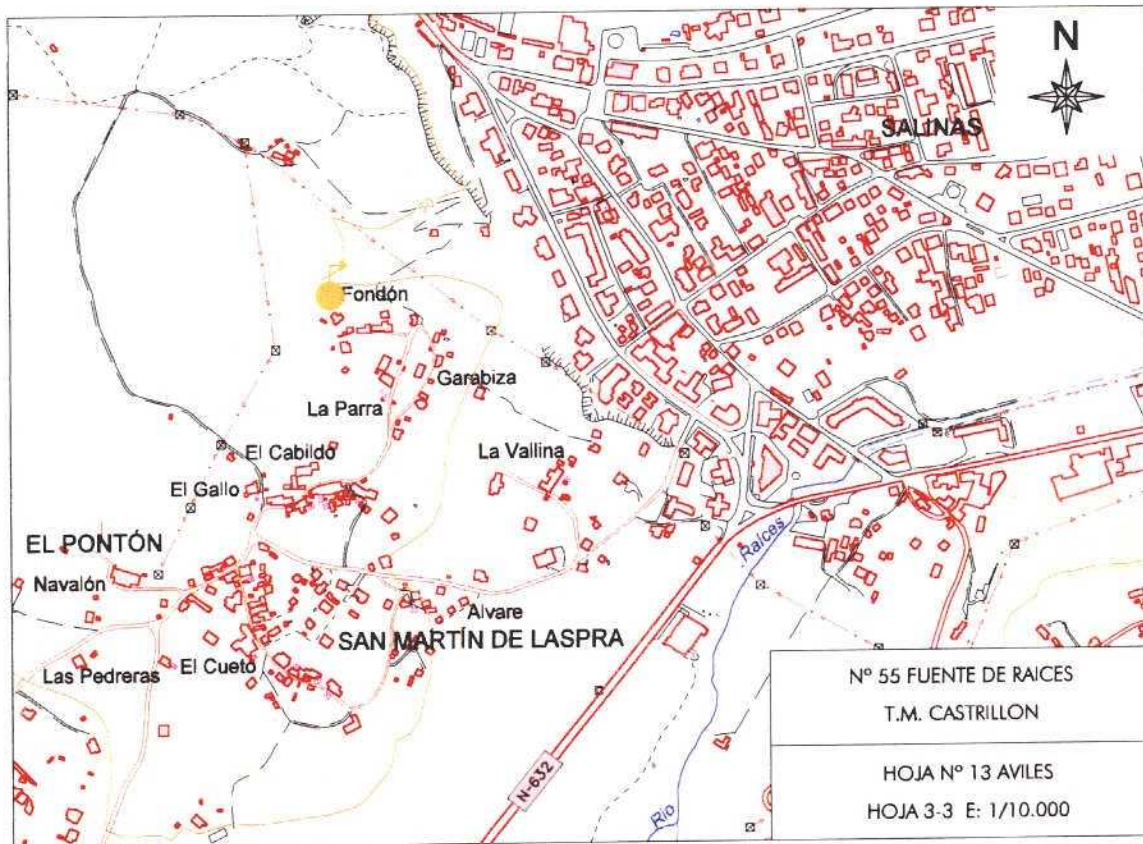 N
SALINAS
Fondón
Garabiza
La Parra
El Cabildo
La Vallina
El Gallo
EL PONTÓN
Raíces
Navalón
Alvare
SAN MARTÍN DE LASPRA
El Cueto
Las Pedreras
N-632
Río
Nº 55 FUENTE DE RAICES
T.M. CASTRILLON
HOJA Nº 13 AVILES
HOJA 3-3 E: 1/10.000